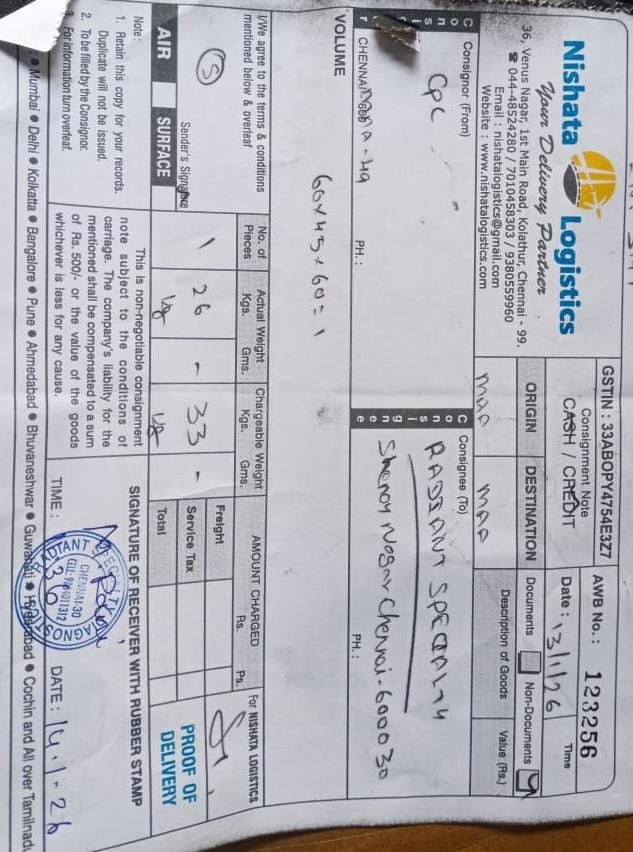 Nishata Logistics
Your Delivery Partner
36, Venus Nagar, 1st Main Road, Kolathur, Chennai - 99.
☎ 044-48524280 / 7010458303 / 9380559960
Email : nishatalogistics@gmail.com
Website : www.nishatalogistics.com
GSTIN : 33ABOPY4754E3Z7
Consignment Note
CASH / CREDIT
AWB No. : 123256
Date : 13/1/26
Time
ORIGIN
DESTINATION
MAA
MAA
Documents
Non-Documents
Description of Goods
Value (Rs.)
Consignor (From)
CPC
CHENNAI
PH. :
Consignee (To)
RADIANT SPECIALTY
Shenoy Nagar Chennai-600030
PH. :
VOLUME
60x43x60=1
I/We agree to the terms & conditions
mentioned below & overleaf
Sender's Signature
AIR
SURFACE
No. of Pieces
Actual Weight
Kgs. Gms.
Chargeable Weight
Kgs. Gms.
1
26 -
33 -
kg
kg
AMOUNT CHARGED
Rs. Ps.
Freight
Service Tax
Total
For NISHATA LOGISTICS
PROOF OF
DELIVERY
Note:
1. Retain this copy for your records.
Duplicate will not be issued.
2. To be filled by the Consignor.
3. For information turn overleaf.
This is non-negotiable consignment
note subject to the conditions of
carriage. The company's liability for the
mentioned shall be compensated to a sum
of Rs. 500/- or the value of the goods
whichever is less for any cause.
SIGNATURE OF RECEIVER WITH RUBBER STAMP
CHENNAI-30
TIME :
DATE : 14.1.26
● Mumbai ● Delhi ● Kolkatta ● Bangalore ● Pune ● Ahmedabad ● Bhuvaneshwar ● Guwahati ● Hyderabad ● Cochin and All over Tamilnadu